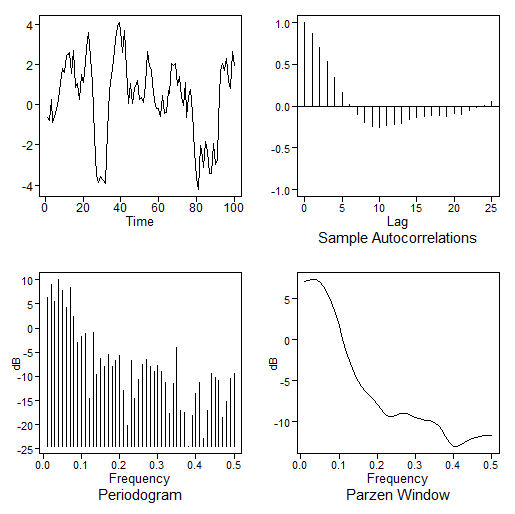 4
2
0
-2
-4
0 20 40 60 80 100
Time
1.0
0.5
0.0
-0.5
-1.0
0 5 10 15 20 25
Lag
Sample Autocorrelations
10
5
0
-5
-10
-15
-20
-25
dB
0.0 0.1 0.2 0.3 0.4 0.5
Frequency
Periodogram
5
0
-5
-10
dB
0.0 0.1 0.2 0.3 0.4 0.5
Frequency
Parzen Window